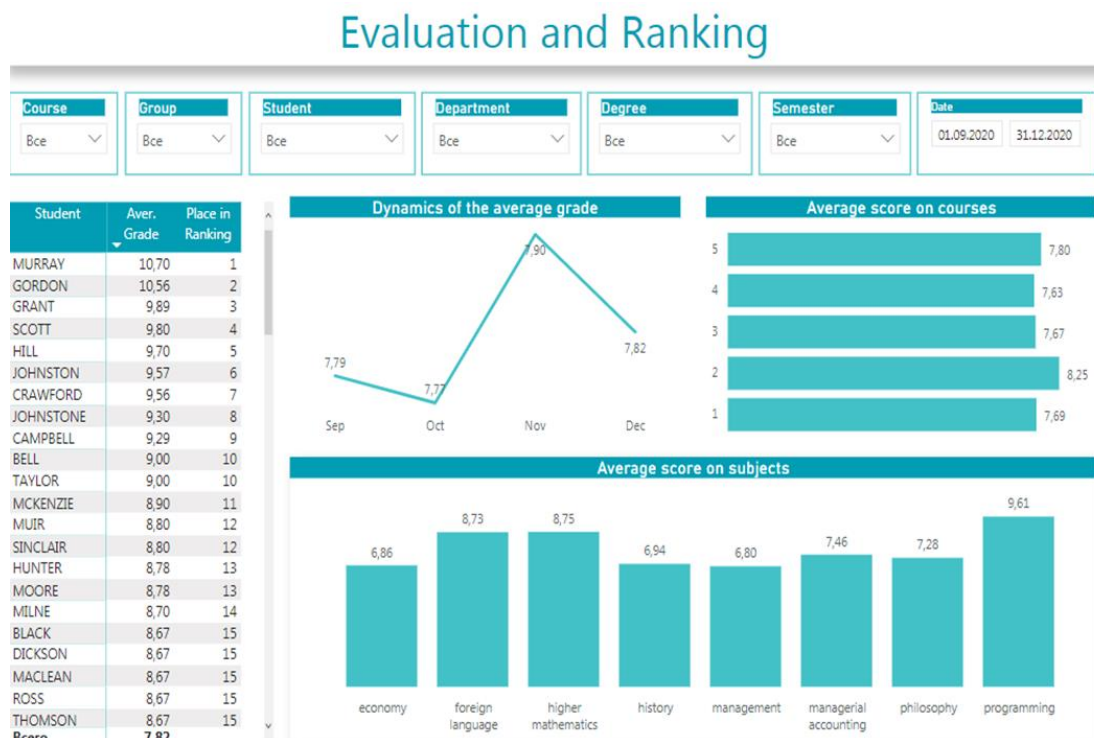 Evaluation and Ranking
Course
Group
Student
Department
Degree
Semester
Date
Все
Все
Все
Все
Все
Все
01.09.2020 31.12.2020
Student Aver. Grade Place in Ranking
MURRAY 10,70 1
GORDON 10,56 2
GRANT 9,89 3
SCOTT 9,80 4
HILL 9,70 5
JOHNSTON 9,57 6
CRAWFORD 9,56 7
JOHNSTONE 9,30 8
CAMPBELL 9,29 9
BELL 9,00 10
TAYLOR 9,00 10
MCKENZIE 8,90 11
MUIR 8,80 12
SINCLAIR 8,80 12
HUNTER 8,78 13
MOORE 8,78 13
MILNE 8,70 14
BLACK 8,67 15
DICKSON 8,67 15
MACLEAN 8,67 15
ROSS 8,67 15
THOMSON 8,67 15
Всего 7,82
Dynamics of the average grade
7,79
7,77
7,90
7,82
Sep Oct Nov Dec
Average score on courses
5 7,80
4 7,63
3 7,67
2 8,25
1 7,69
Average score on subjects
6,86 8,73 8,75 6,94 6,80 7,46 7,28 9,61
economy
foreign
language
higher
mathematics
history
management
managerial
accounting
philosophy
programming